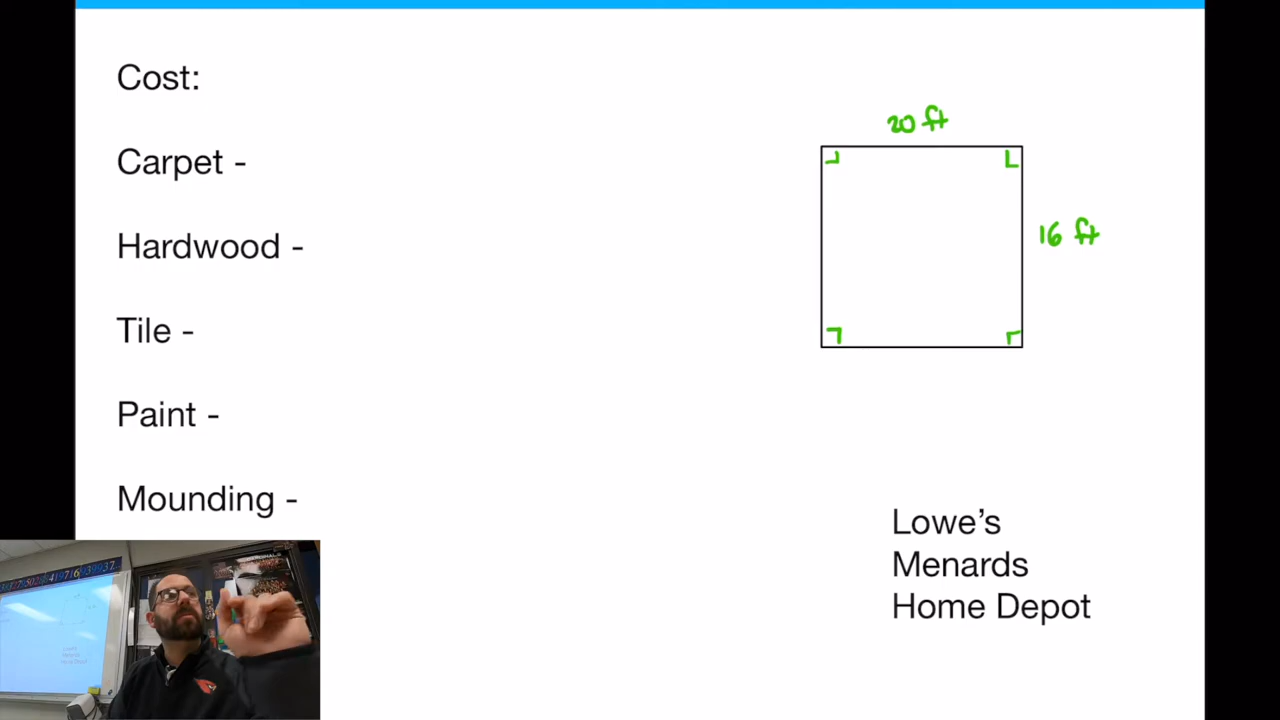 Cost:
Carpet -
Hardwood -
Tile -
Paint -
Mounding -
20 ft
16 ft
Lowe's
Menards
Home Depot